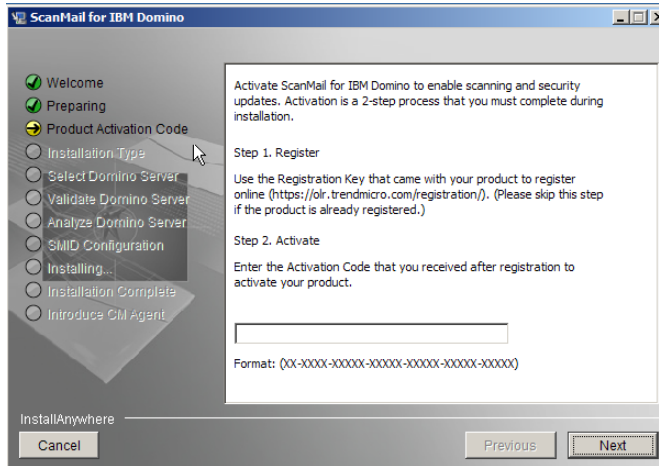 ScanMail for IBM Domino
Welcome
Preparing
Product Activation Code
Installation Type
Select Domino Server
Validate Domino Server
Analyze Domino Server
SMID Configuration
Installing...
Installation Complete
Introduce CM Agent
Activate ScanMail for IBM Domino to enable scanning and security
updates. Activation is a 2-step process that you must complete during
installation.
Step 1. Register
Use the Registration Key that came with your product to register
online (https://olr.trendmicro.com/registration/). (Please skip this step
if the product is already registered.)
Step 2. Activate
Enter the Activation Code that you received after registration to
activate your product.
Format: (XX-XXXX-XXXXX-XXXXX-XXXXX-XXXXX-XXXXX)
InstallAnywhere
Cancel
Previous
Next